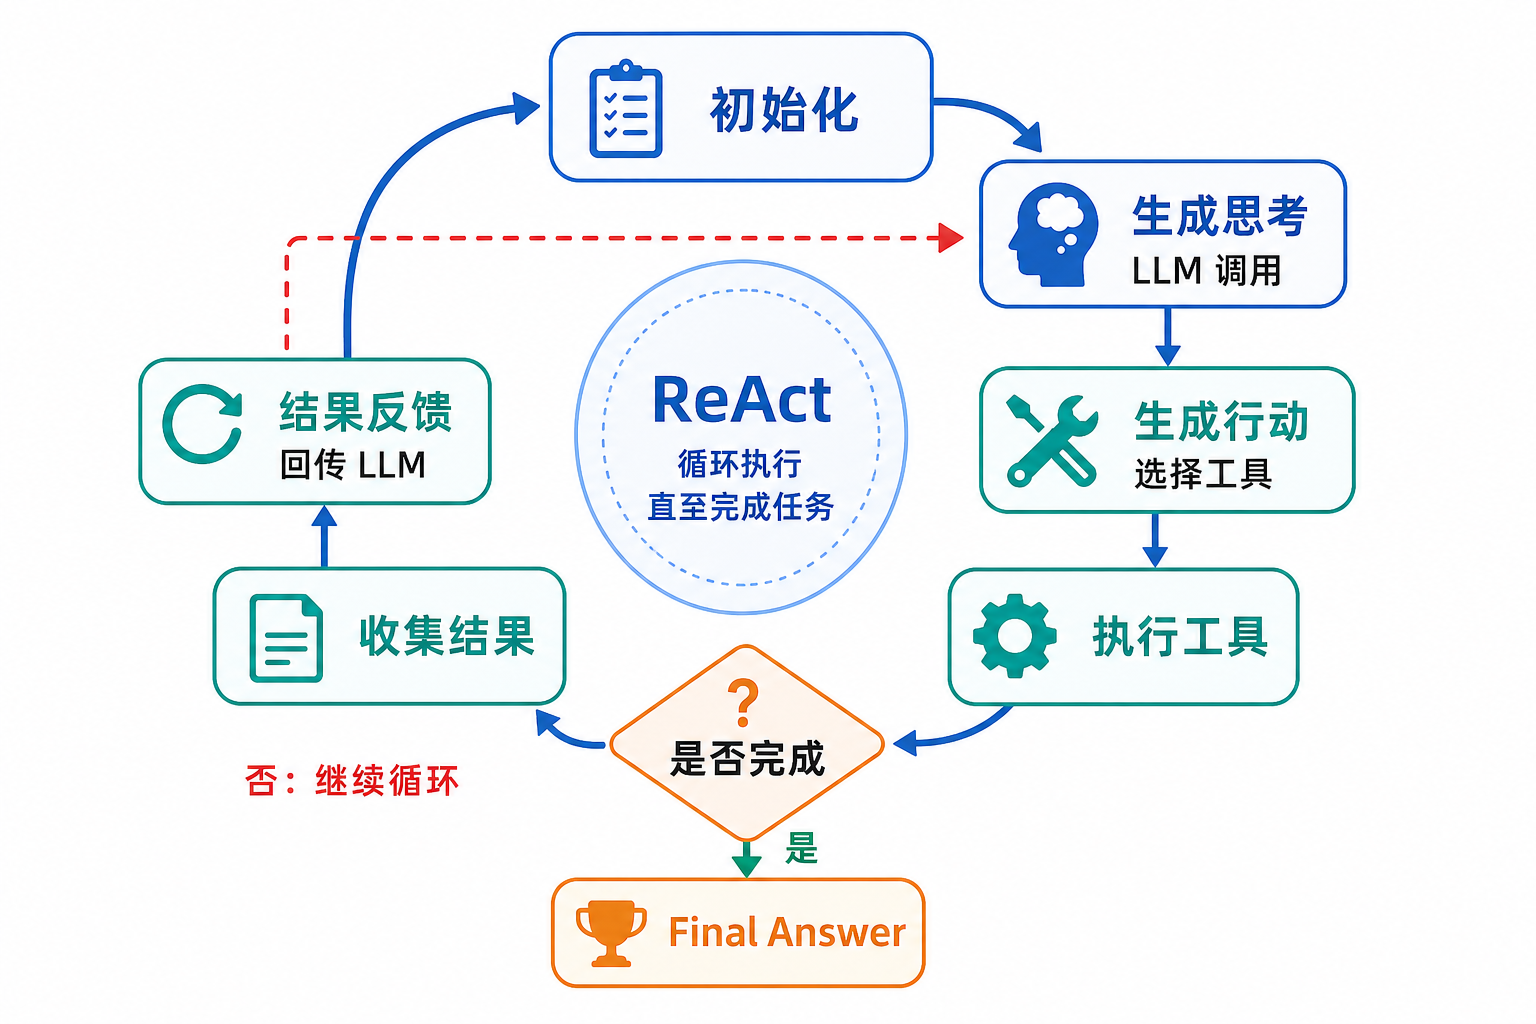 初始化
生成思考
LLM 调用
生成行动
选择工具
执行工具
?
是否完成
是
Final Answer
否：继续循环
收集结果
结果反馈
回传 LLM
ReAct
循环执行
直至完成任务